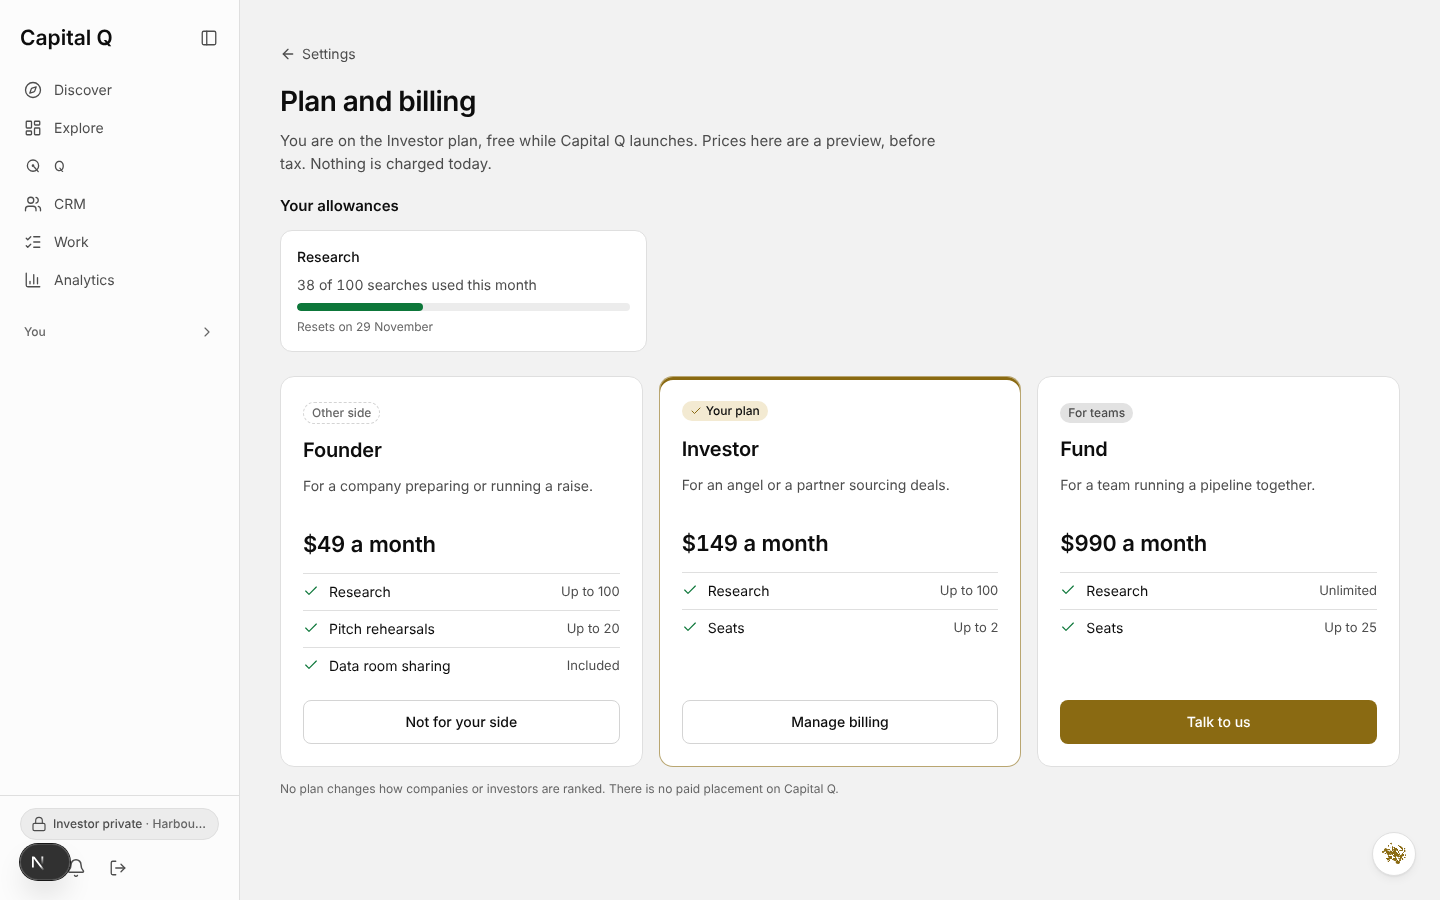 Capital Q
Discover
Explore
Q
CRM
Work
Analytics
You
Investor private · Harbou...
N
Settings
Plan and billing
You are on the Investor plan, free while Capital Q launches. Prices here are a preview, before
tax. Nothing is charged today.
Your allowances
Research
38 of 100 searches used this month
Resets on 29 November
Other side
Founder
For a company preparing or running a raise.
$49 a month
Research Up to 100
Pitch rehearsals Up to 20
Data room sharing Included
Not for your side
Your plan
Investor
For an angel or a partner sourcing deals.
$149 a month
Research Up to 100
Seats Up to 2
Manage billing
For teams
Fund
For a team running a pipeline together.
$990 a month
Research Unlimited
Seats Up to 25
Talk to us
No plan changes how companies or investors are ranked. There is no paid placement on Capital Q.